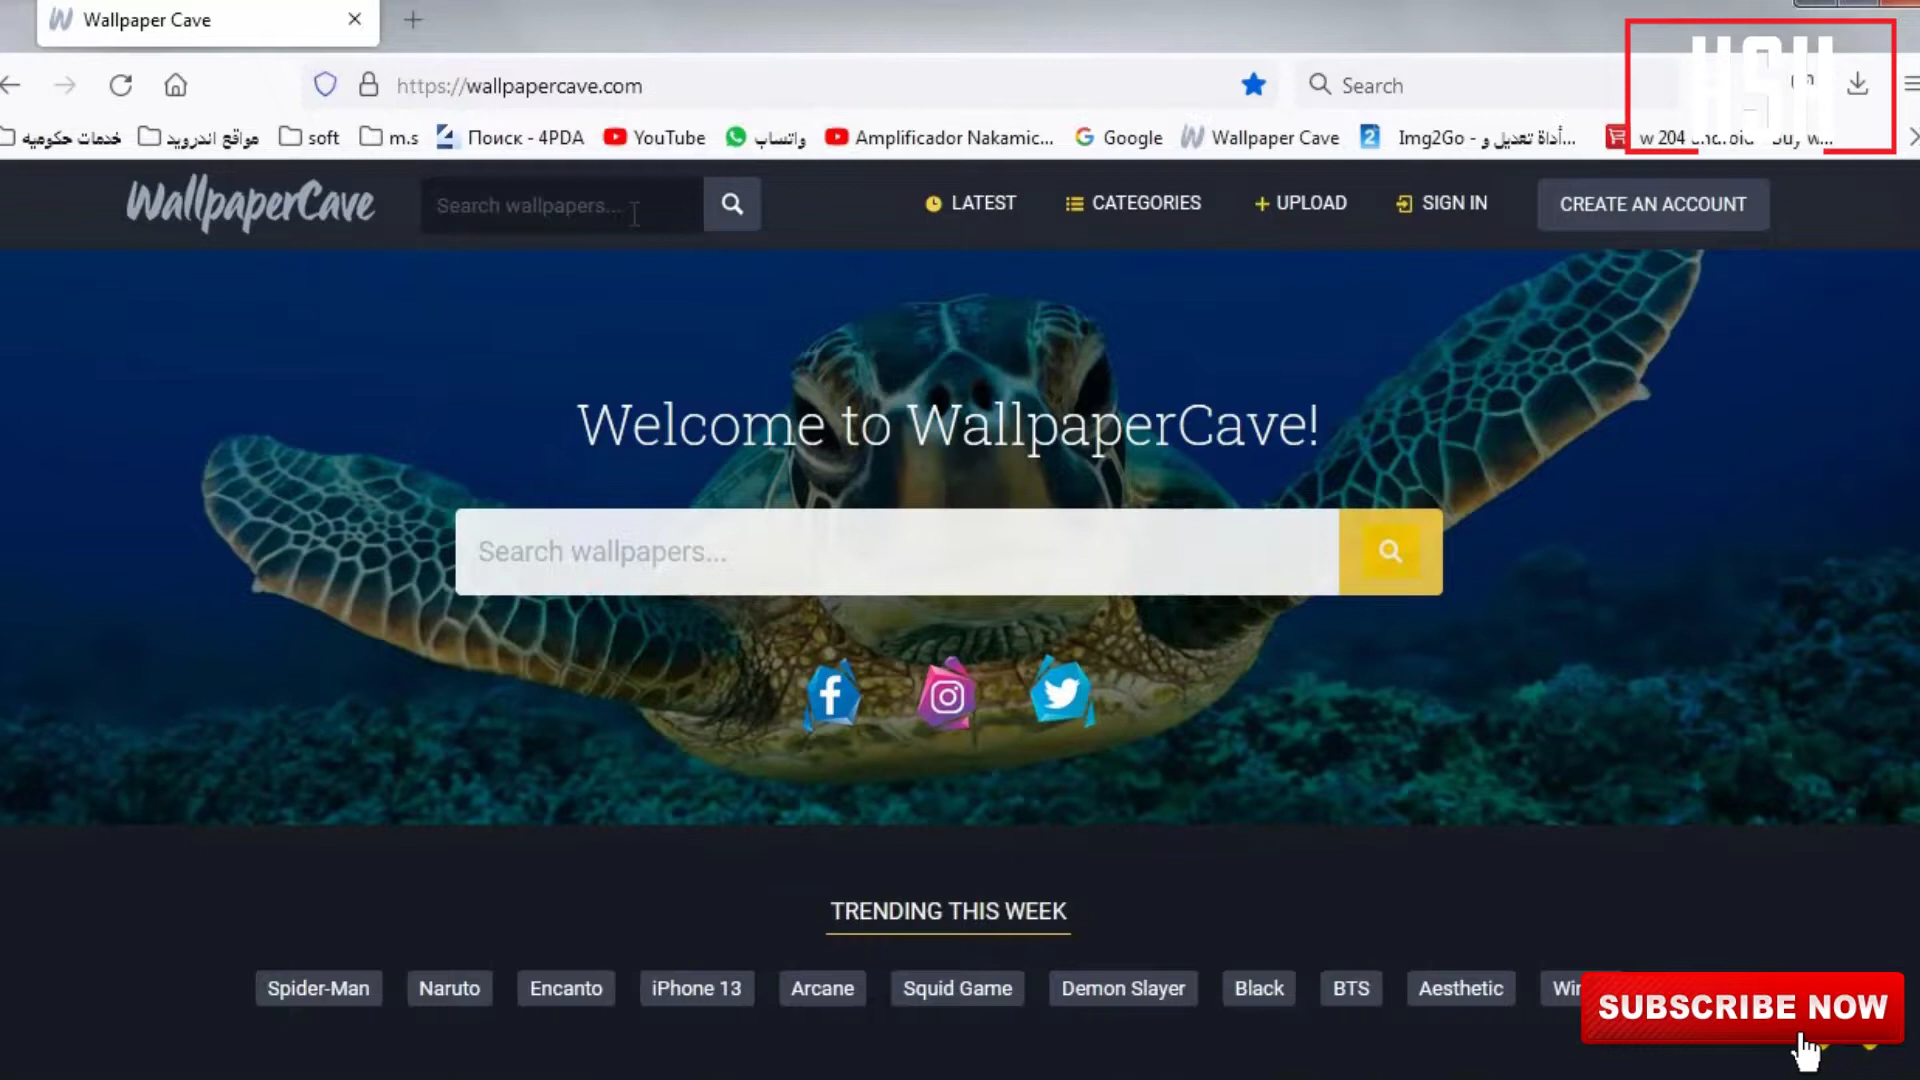 Wallpaper Cave
https://wallpapercave.com
Search
HSH
خدمات حكوميه
مواقع اندرويد
soft
m.s
Поиск - 4PDA
YouTube
واتساب
Amplificador Nakamic...
Google
Wallpaper Cave
Img2Go - أداة تعديل و...
w 204
WallpaperCave
Search wallpapers...
LATEST
CATEGORIES
UPLOAD
SIGN IN
CREATE AN ACCOUNT
Welcome to WallpaperCave!
Search wallpapers...
TRENDING THIS WEEK
Spider-Man
Naruto
Encanto
iPhone 13
Arcane
Squid Game
Demon Slayer
Black
BTS
Aesthetic
SUBSCRIBE NOW